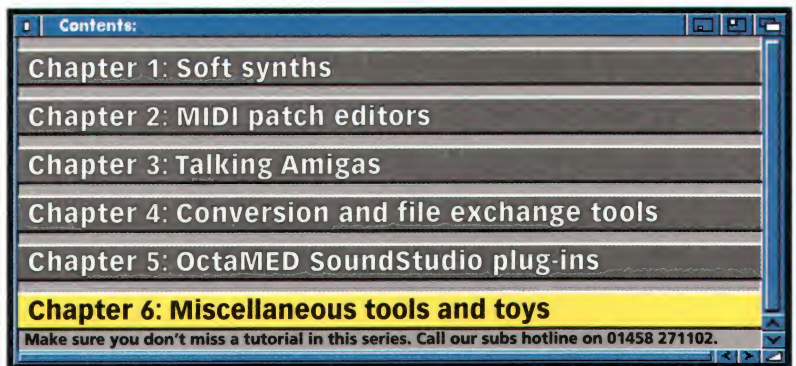 Contents:
Chapter 1: Soft synths
Chapter 2: MIDI patch editors
Chapter 3: Talking Amigas
Chapter 4: Conversion and file exchange tools
Chapter 5: OctaMED SoundStudio plug-ins
Chapter 6: Miscellaneous tools and toys
Make sure you don't miss a tutorial in this series. Call our subs hotline on 01458 271102.